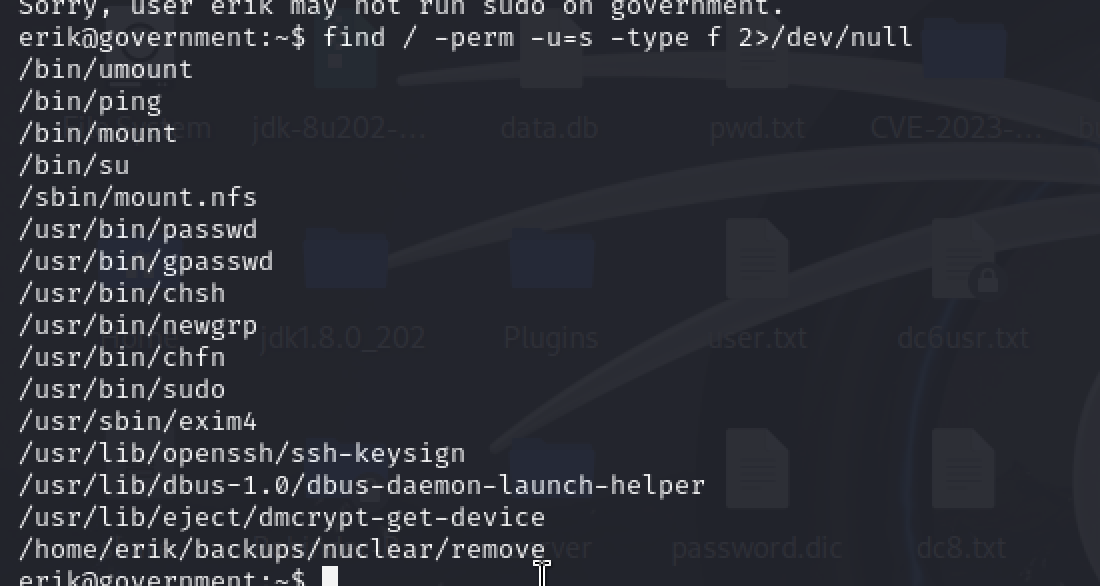 Sorry, user erik may not run sudo on government.
erik@government:~$ find / -perm -u=s -type f 2>/dev/null
/bin/umount
/bin/ping
/bin/mount
/bin/su
/sbin/mount.nfs
/usr/bin/passwd
/usr/bin/gpasswd
/usr/bin/chsh
/usr/bin/newgrp
/usr/bin/chfn
/usr/bin/sudo
/usr/sbin/exim4
/usr/lib/openssh/ssh-keysign
/usr/lib/dbus-1.0/dbus-daemon-launch-helper
/usr/lib/eject/dmcrypt-get-device
/home/erik/backups/nuclear/remove
erik@government:~$
jdk-8u202-... data.db pwd.txt CVE-2023-...
Home jdk1.8.0_202 Plugins user.txt dc6usr.txt
password.dic dc8.txt